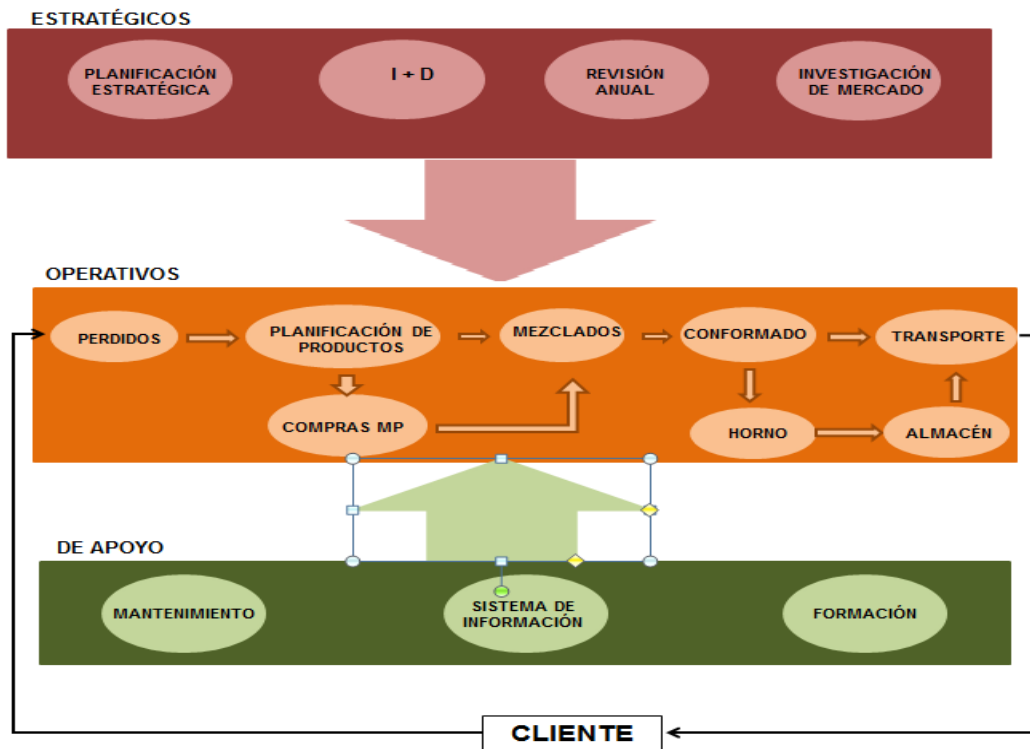 ESTRATÉGICOS
PLANIFICACIÓN
ESTRATÉGICA
I + D
REVISIÓN
ANUAL
INVESTIGACIÓN
DE MERCADO
OPERATIVOS
PERDIDOS
PLANIFICACIÓN DE
PRODUCTOS
MEZCLADOS
CONFORMADO
TRANSPORTE
COMPRAS MP
HORNO
ALMACÉN
DE APOYO
MANTENIMIENTO
SISTEMA DE
INFORMACIÓN
FORMACIÓN
CLIENTE